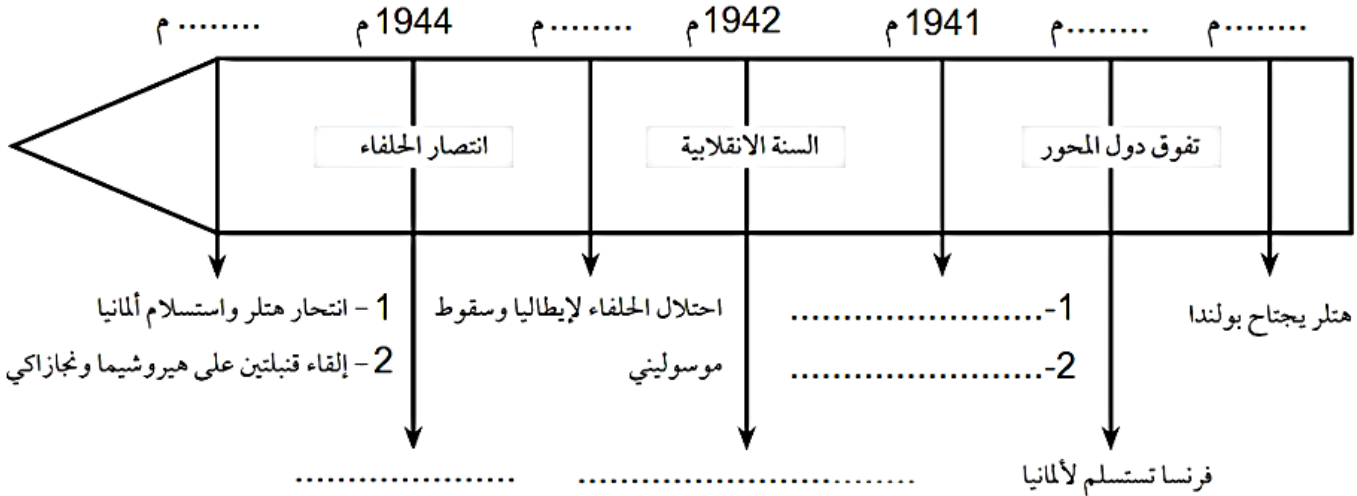 ........م ........م 1941م 1942م ........م 1944م ........ م
تفوق دول المحور السنة الانقلابية انتصار الحلفاء
هتلر يجتاح بولندا 1-........................ احتلال الحلفاء لإيطاليا وسقوط 1 – انتحار هتلر واستسلام ألمانيا
2-........................ موسوليني 2 – إلقاء قنبلتين على هيروشيما ونجازاكي
فرنسا تستسلم لألمانيا ................................ .....................